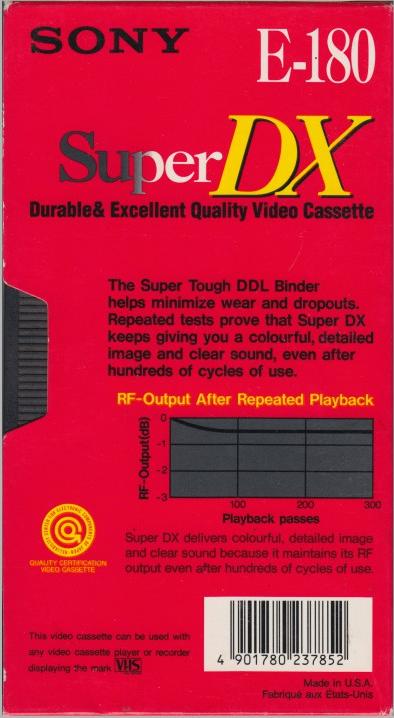 SONY
E-180
Super DX
Durable& Excellent Quality Video Cassette
The Super Tough DDL Binder
helps minimize wear and dropouts.
Repeated tests prove that Super DX
keeps giving you a colourful, detailed
image and clear sound, even after
hundreds of cycles of use.
RF-Output After Repeated Playback
RF-Output(dB)
0
-1
-2
-3
100
200
300
Playback passes
Super DX delivers colourful, detailed image
and clear sound because it maintains its RF
output even after hundreds of cycles of use.
QUALITY CERTIFICATION
VIDEO CASSETTE
This video cassette can be used with
any video cassette player or recorder
displaying the mark VHS
4 901780 237852
Made in U.S.A.
Fabriqué aux États-Unis